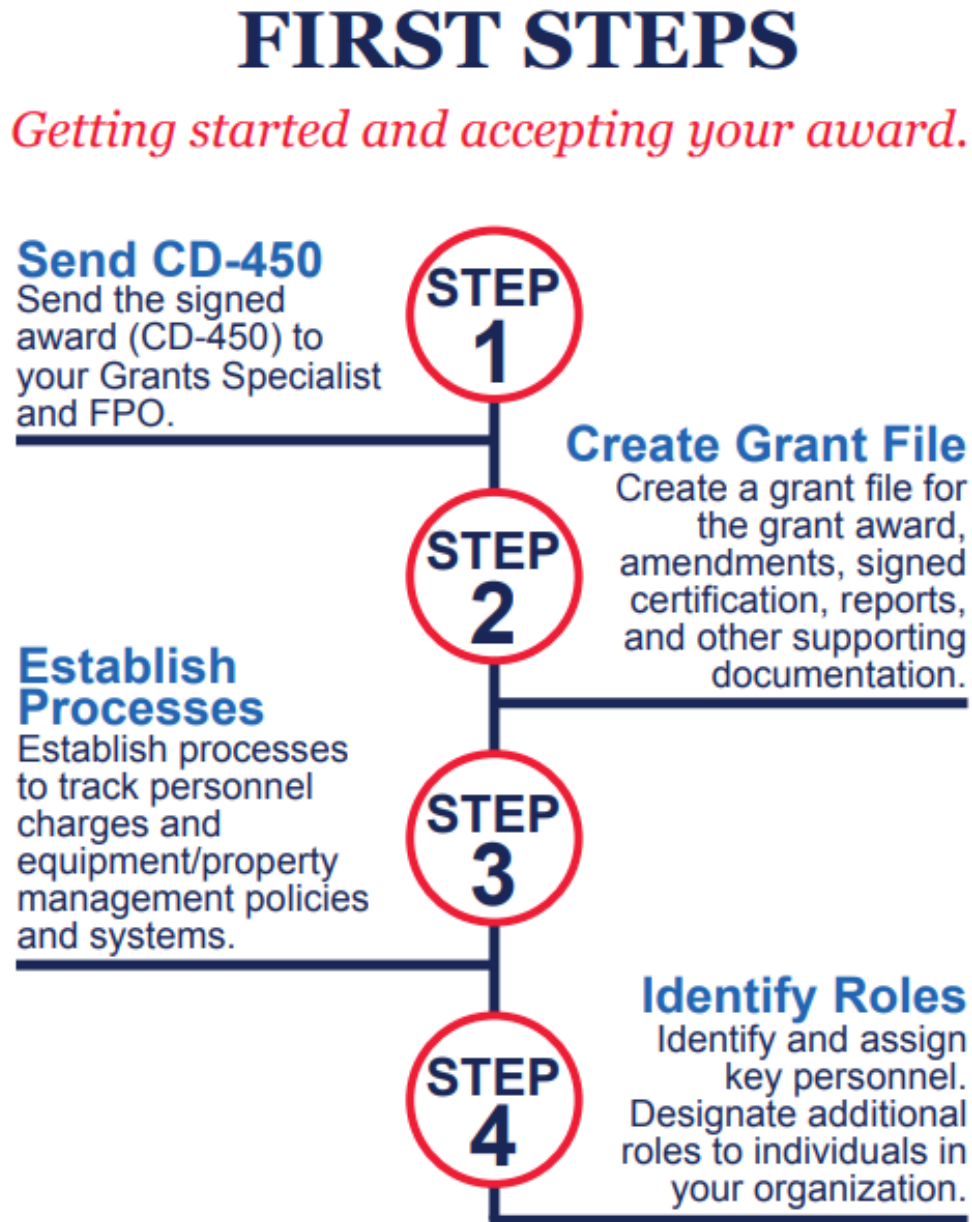 FIRST STEPS
Getting started and accepting your award.
Send CD-450
Send the signed
award (CD-450) to
your Grants Specialist
and FPO.
STEP
1
Create Grant File
Create a grant file for
the grant award,
amendments, signed
certification, reports,
and other supporting
documentation.
STEP
2
Establish
Processes
Establish processes
to track personnel
charges and
equipment/property
management policies
and systems.
STEP
3
Identify Roles
Identify and assign
key personnel.
Designate additional
roles to individuals in
your organization.
STEP
4